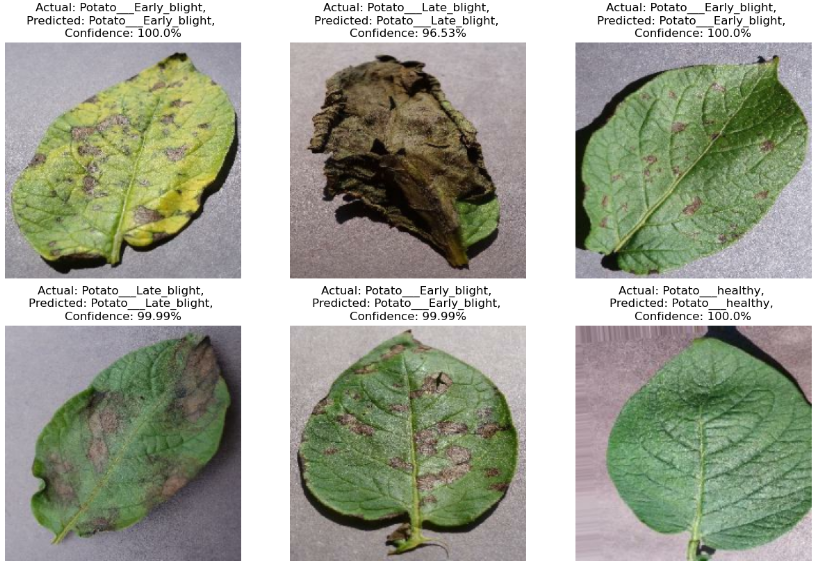 Actual: Potato___Early_blight,
Predicted: Potato___Early_blight,
Confidence: 100.0%
Actual: Potato___Late_blight,
Predicted: Potato___Late_blight,
Confidence: 96.53%
Actual: Potato___Early_blight,
Predicted: Potato___Early_blight,
Confidence: 100.0%
Actual: Potato___Late_blight,
Predicted: Potato___Late_blight,
Confidence: 99.99%
Actual: Potato___Early_blight,
Predicted: Potato___Early_blight,
Confidence: 99.99%
Actual: Potato___healthy,
Predicted: Potato___healthy,
Confidence: 100.0%